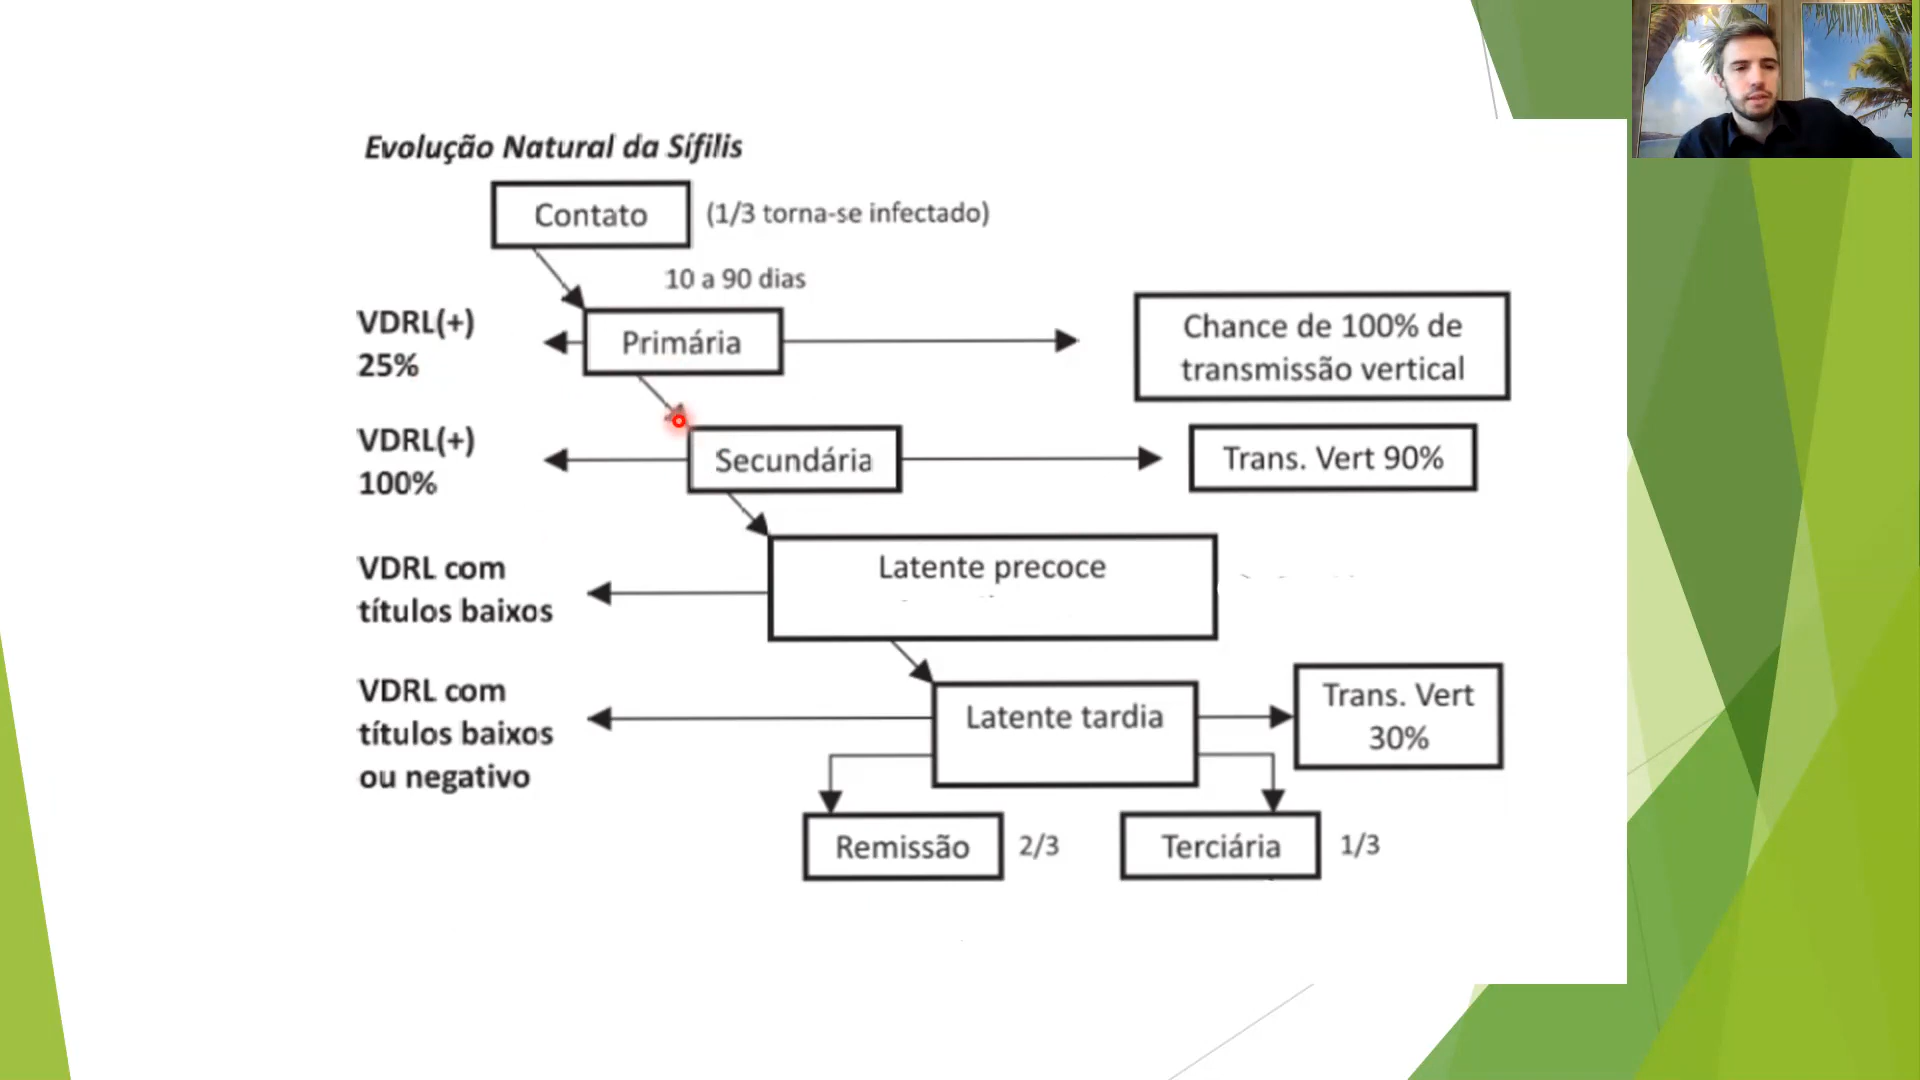 Evolução Natural da Sífilis
Contato
(1/3 torna-se infectado)
10 a 90 dias
VDRL(+)
25%
Primária
Chance de 100% de
transmissão vertical
VDRL(+)
100%
Secundária
Trans. Vert 90%
VDRL com
títulos baixos
Latente precoce
VDRL com
títulos baixos
ou negativo
Latente tardia
Trans. Vert
30%
Remissão
2/3
Terciária
1/3